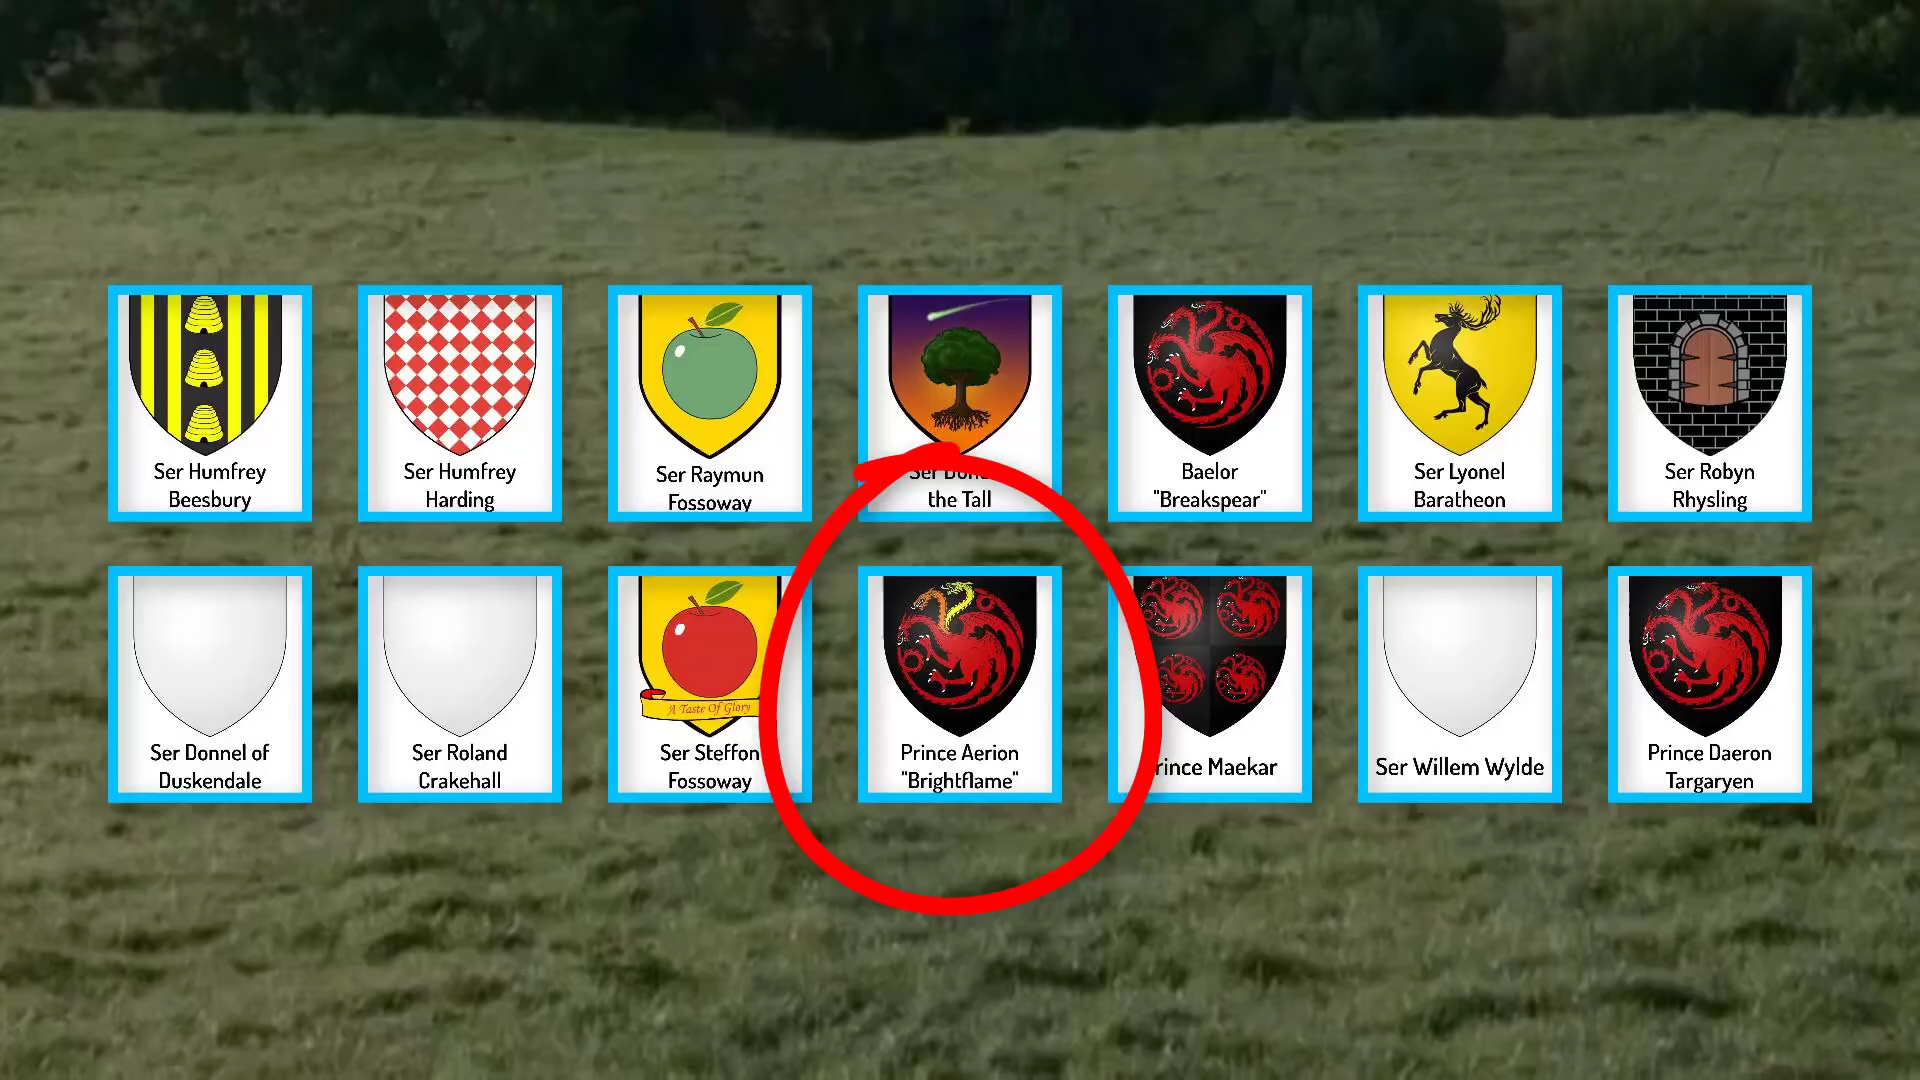 Ser Humfrey
Beesbury
Ser Humfrey
Harding
Ser Raymun
Fossoway
Ser
the Tall
Baelor
"Breakspear"
Ser Lyonel
Baratheon
Ser Robyn
Rhysling
Ser Donnel of
Duskendale
Ser Roland
Crakehall
A Taste Of Glory
Ser Steffon
Fossoway
Prince Aerion
"Brightflame"
rince Maekar
Ser Willem Wylde
Prince Daeron
Targaryen